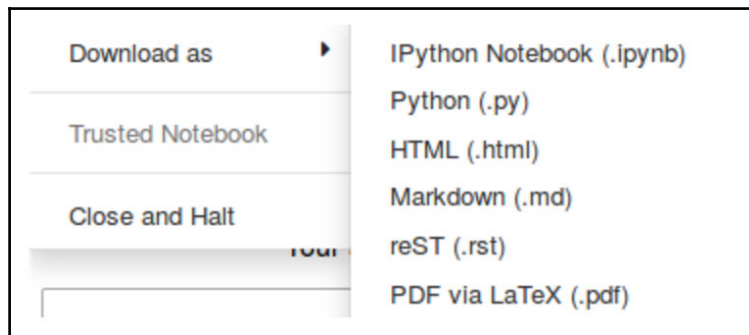 Download as
Trusted Notebook
Close and Halt
IPython Notebook (.ipynb)
Python (.py)
HTML (.html)
Markdown (.md)
reST (.rst)
PDF via LaTeX (.pdf)